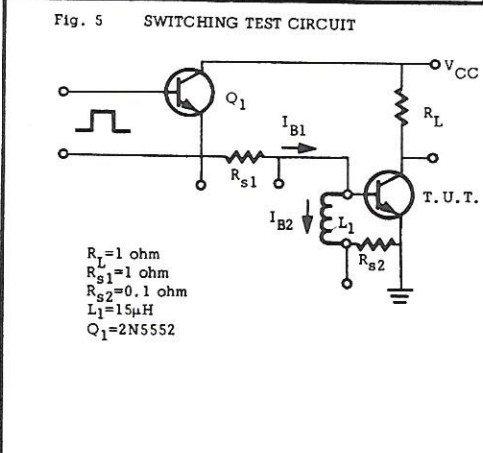 Fig. 5 SWITCHING TEST CIRCUIT
VCC
Q1
RL
IB1
Rs1
T.U.T.
IB2
L1
Rs2
RL=1 ohm
Rs1=1 ohm
Rs2=0.1 ohm
L1=15μH
Q1=2N5552